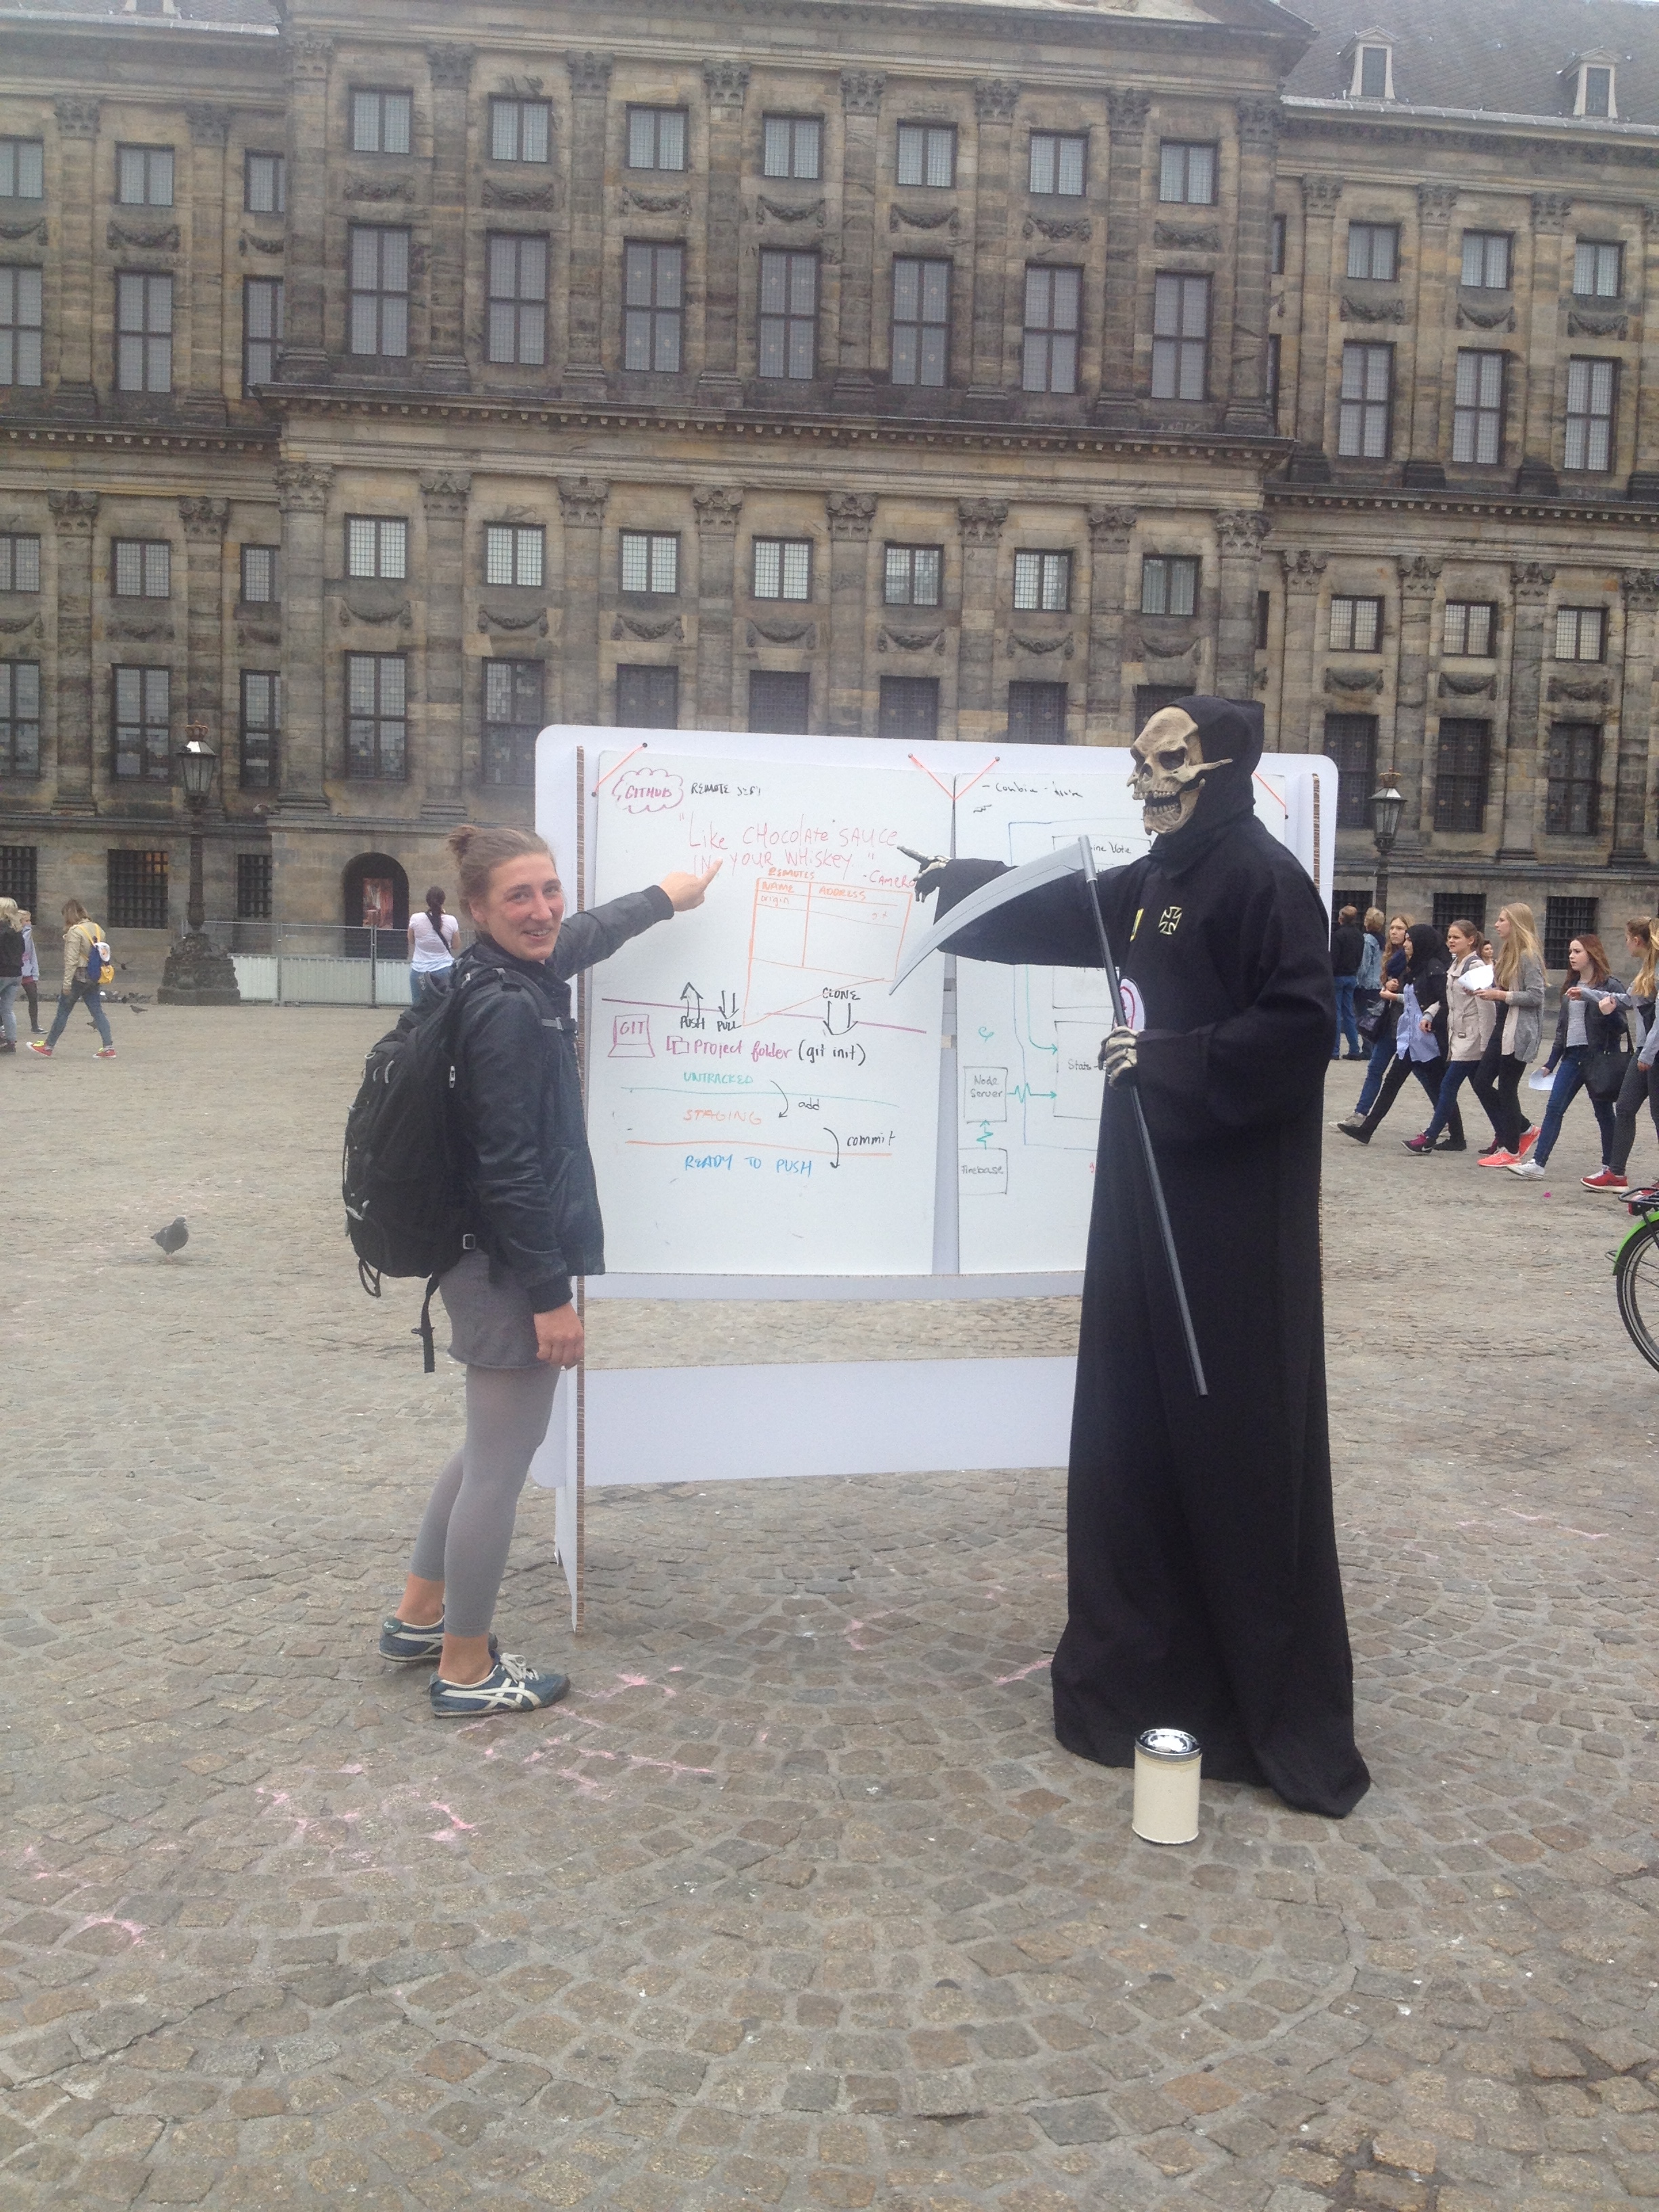 GITHUB
REMOTE
"Like CHOCOLATE SAUCE
IN YOUR WHISKEY"
REMOTES
NAME ADDRESS
origin
PUSH PULL
CLONE
GIT
Project folder (git init)
UNTRACKED
add
STAGING
commit
READY TO PUSH
Vote
Node
Server
Firebase